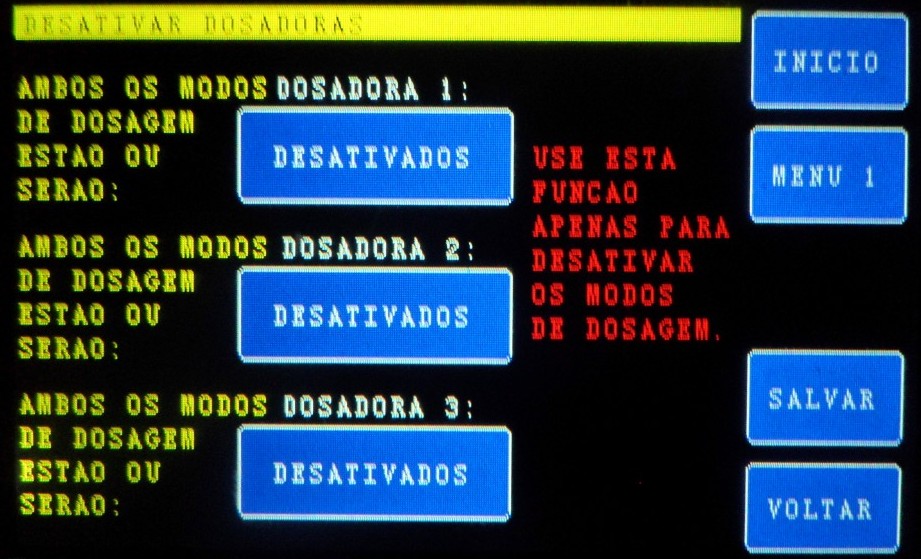 DESATIVAR DOSADORAS
INICIO
AMBOS OS MODOS DOSADORA 1:
DE DOSAGEM
ESTAO OU
SERAO:
DESATIVADOS
MENU 1
USE ESTA
FUNCAO
APENAS PARA
DESATIVAR
OS MODOS
DE DOSAGEM.
AMBOS OS MODOS DOSADORA 2:
DE DOSAGEM
ESTAO OU
SERAO:
DESATIVADOS
AMBOS OS MODOS DOSADORA 3:
DE DOSAGEM
ESTAO OU
SERAO:
DESATIVADOS
SALVAR
VOLTAR